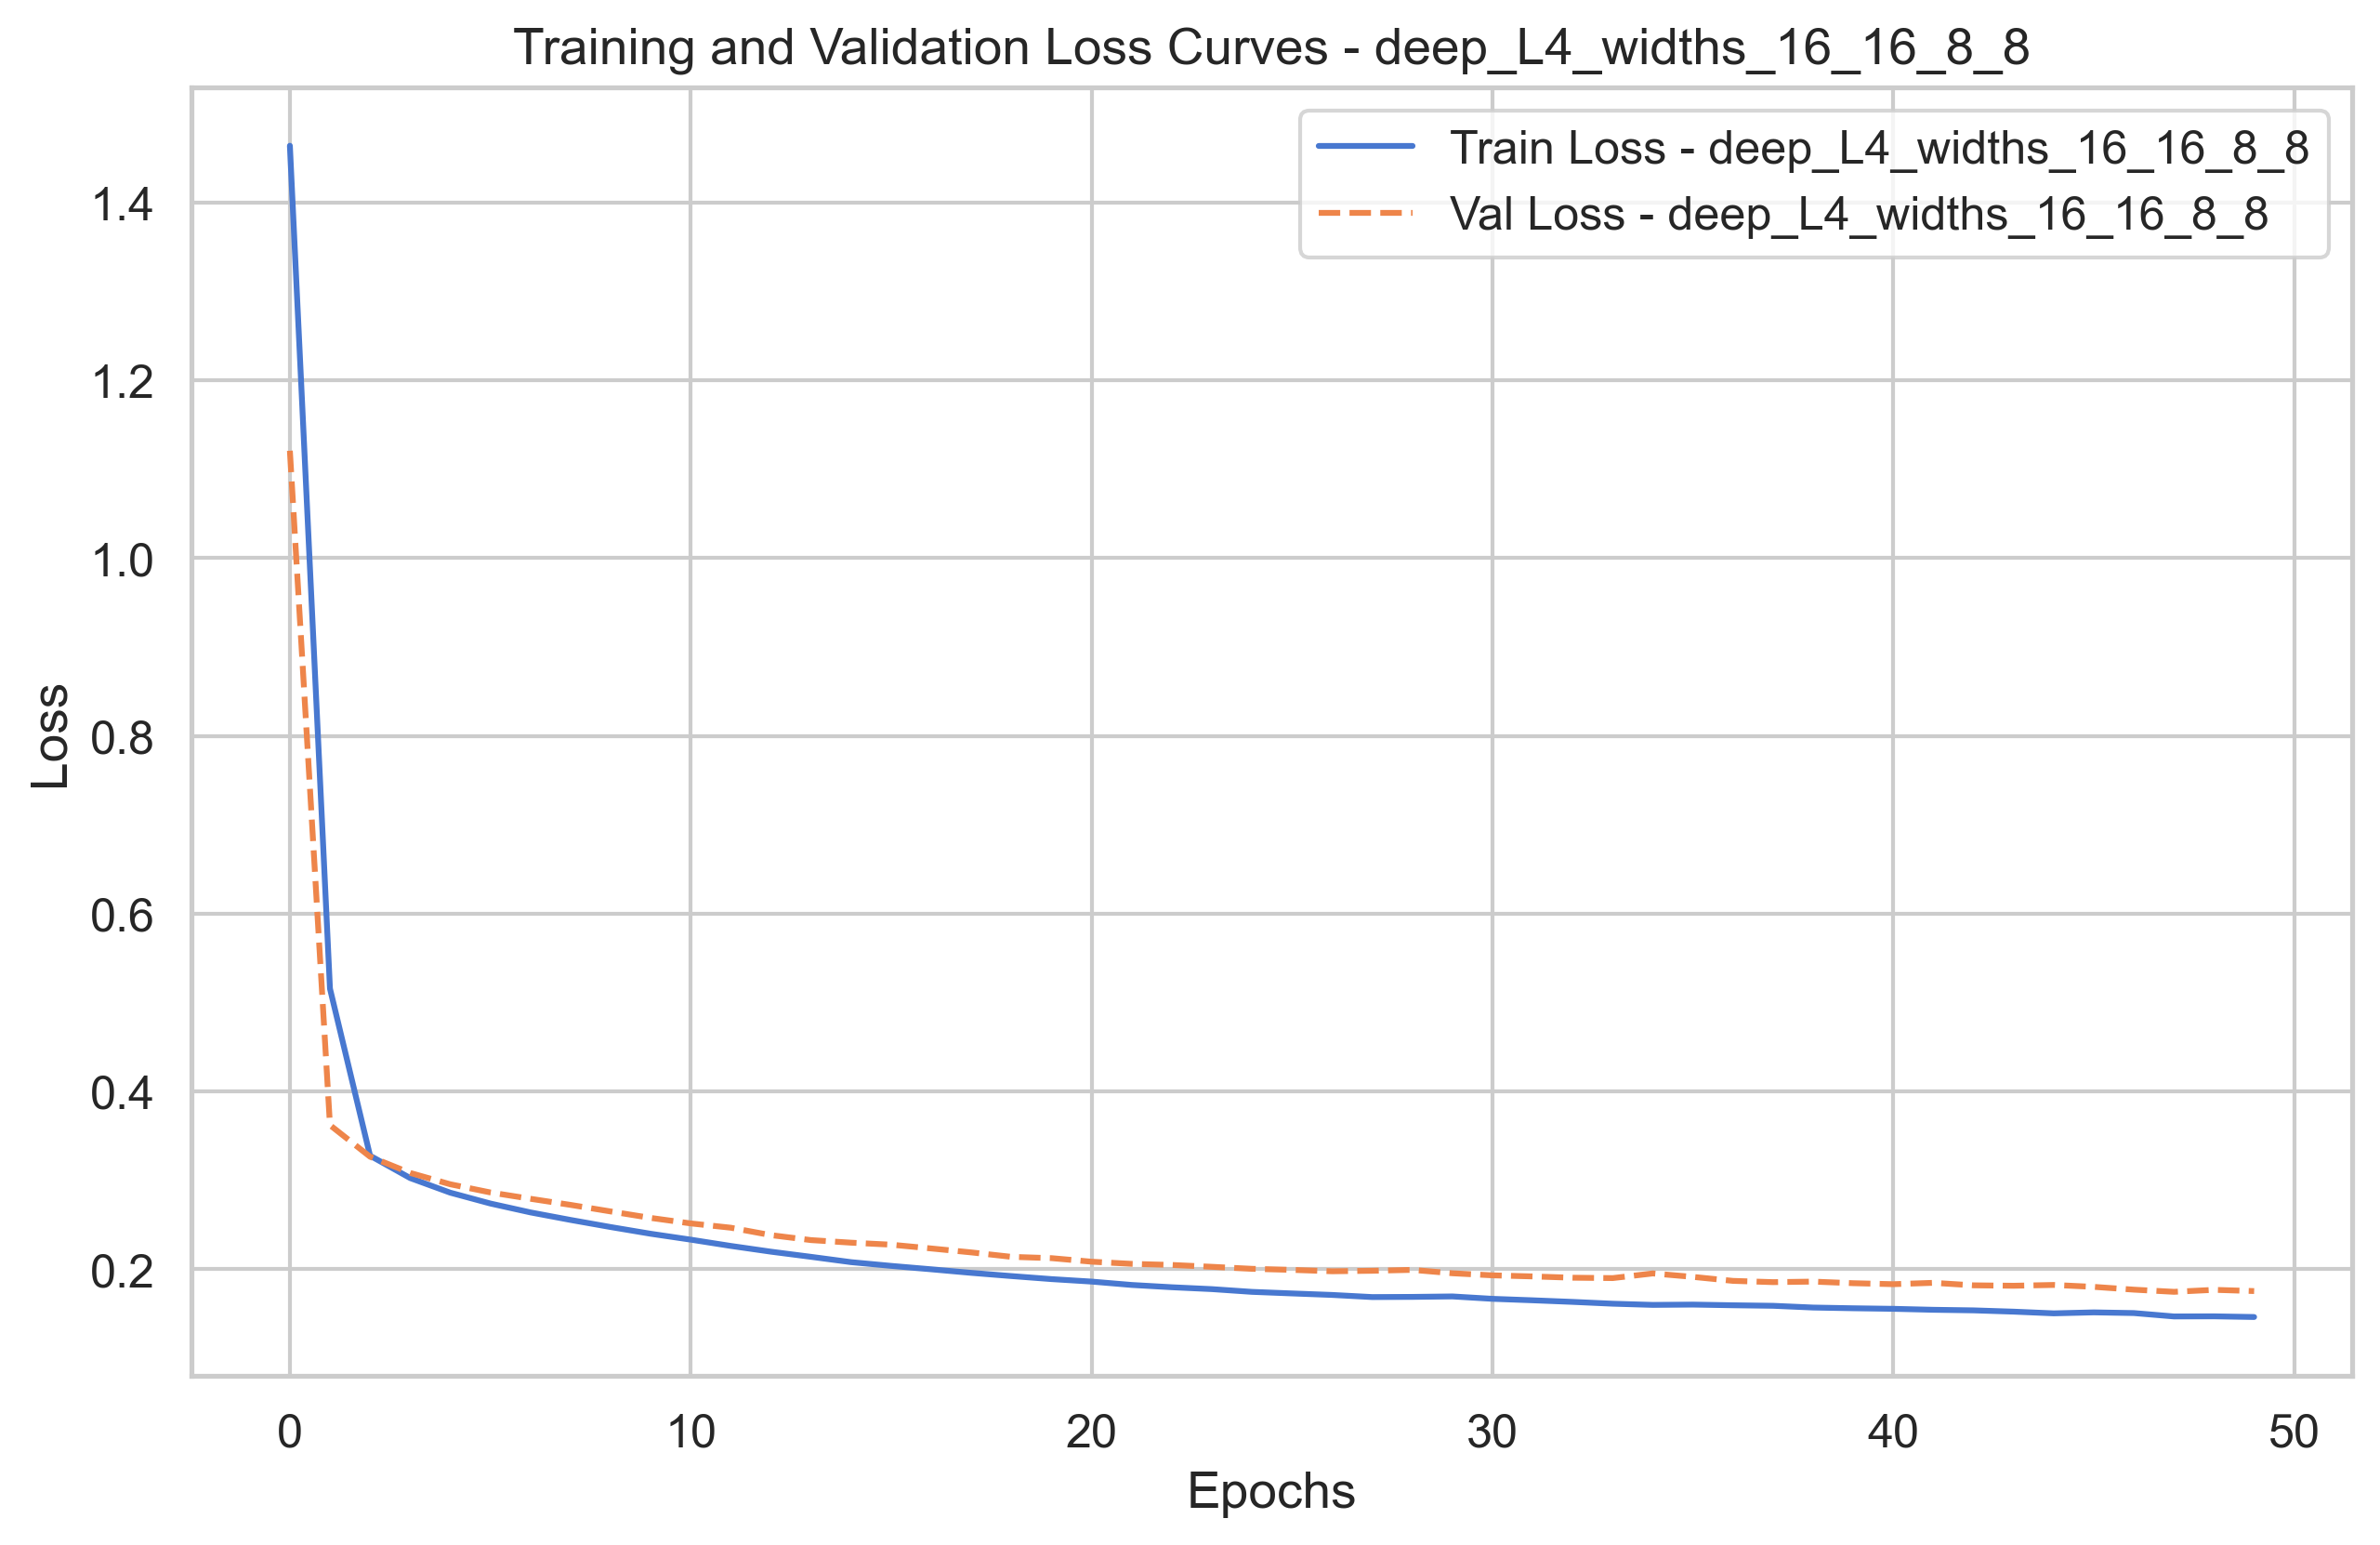 Training and Validation Loss Curves - deep_L4_widths_16_16_8_8
Train Loss - deep_L4_widths_16_16_8_8
Val Loss - deep_L4_widths_16_16_8_8
1.4
1.2
1.0
0.8
0.6
0.4
0.2
Loss
0 10 20 30 40 50
Epochs